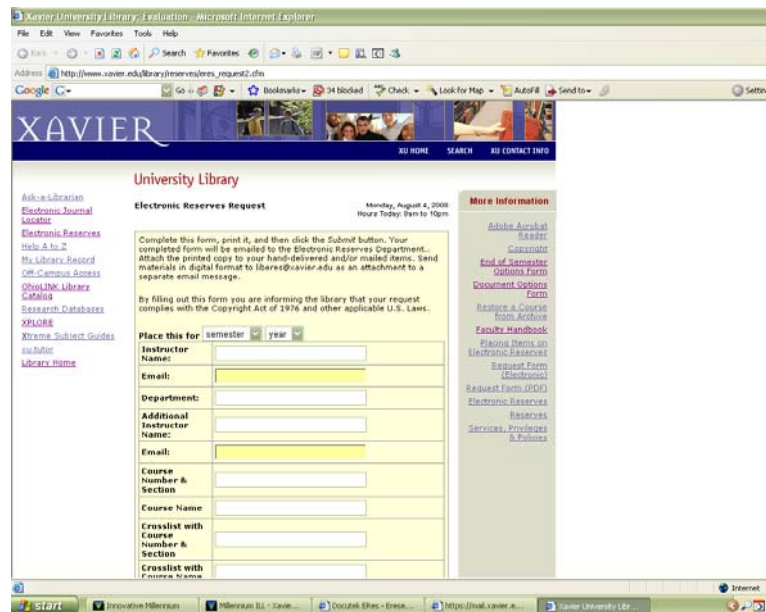 Xavier University Library: Evaluation - Microsoft Internet Explorer
File Edit View Favorites Tools Help
Back Search Favorites
Address http://www.xavier.edu/library/reserves/eres_request2.cfm
Google Go Bookmarks 34 blocked Check Look for Map AutoFill Send to Settin
XAVIER
XU HOME SEARCH XU CONTACT INFO
University Library
Ask-a-Librarian
Electronic Journal
Locator
Electronic Reserves
Help A to Z
My Library Record
Off-Campus Access
OhioLINK Library
Catalog
Research Databases
XPLORE
Xtreme Subject Guides
xu.tutor
Library Home
Electronic Reserves Request
Monday, August 4, 2008
Hours Today: 8am to 10pm
Complete this form, print it, and then click the Submit button. Your
completed form will be emailed to the Electronic Reserves Department..
Attach the printed copy to your hand-delivered and/or mailed items. Send
materials in digital format to liberes@xavier.edu as an attachment to a
separate email message.
By filling out this form you are informing the library that your request
complies with the Copyright Act of 1976 and other applicable U.S. Laws.
Place this for semester year
Instructor
Name:
Email:
Department:
Additional
Instructor
Name:
Email:
Course
Number &
Section
Course Name
Crosslist with
Course
Number &
Section
Crosslist with
Course Name
More Information
Adobe Acrobat
Reader
Copyright
End of Semester
Options Form
Document Options
Form
Restore a Course
from Archive
Faculty Handbook
Placing Items on
Electronic Reserves
Request Form
(Electronic)
Request Form (PDF)
Electronic Reserves
Reserves
Services, Privileges
& Policies
Internet
start Innovative Millennium Millennium ILL - Xavie... Docutek ERes - Erese... https://mail.xavier.e... Xavier University Libr...